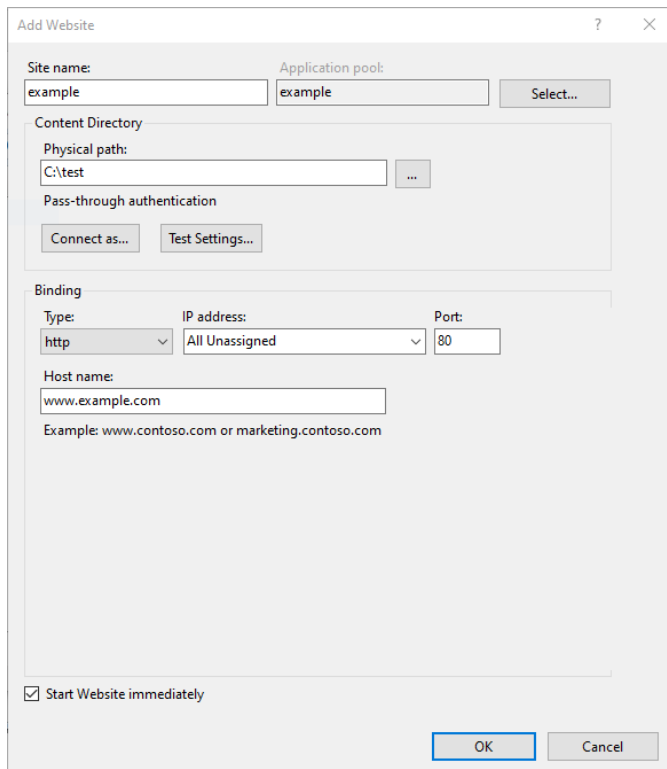 Add Website ?
Site name: Application pool:
example example Select...
Content Directory
Physical path:
C:\test ...
Pass-through authentication
Connect as... Test Settings...
Binding
Type: IP address: Port:
http All Unassigned 80
Host name:
www.example.com
Example: www.contoso.com or marketing.contoso.com
Start Website immediately
OK Cancel